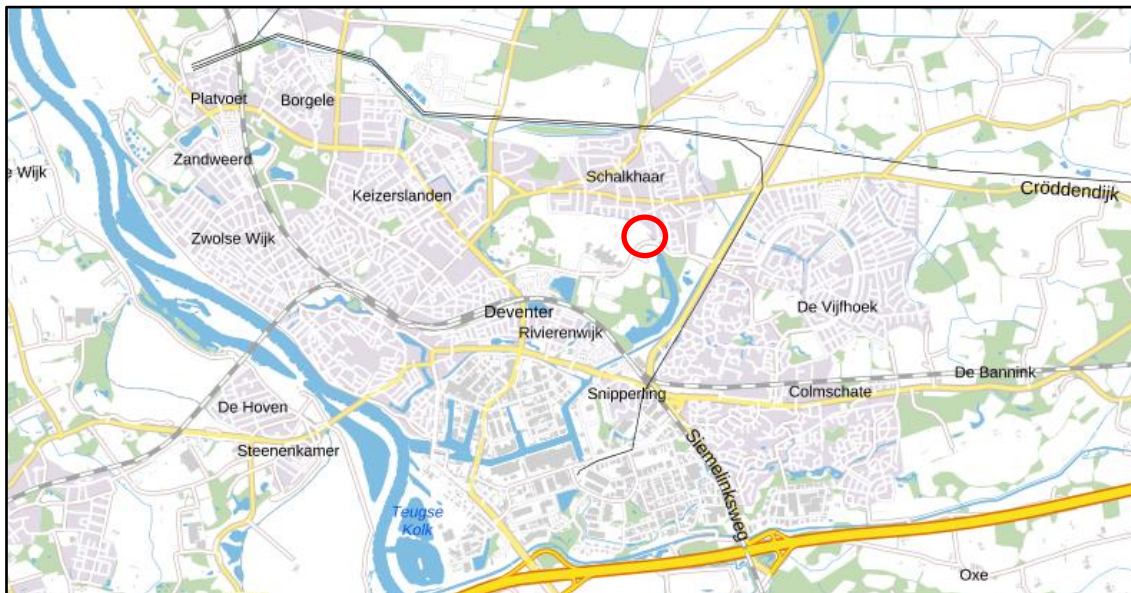 Platvoet
Borgele
Zandweerd
e Wijk
Schalkhaar
Keizerslanden
Cröddendijk
Zwolse Wijk
De Vijfhoek
Deventer
Rivierenwijk
De Bannink
Snipperling
Colmschate
De Hoven
Siemelinksweg
Steenenkamer
Teugse
Kolk
Oxe